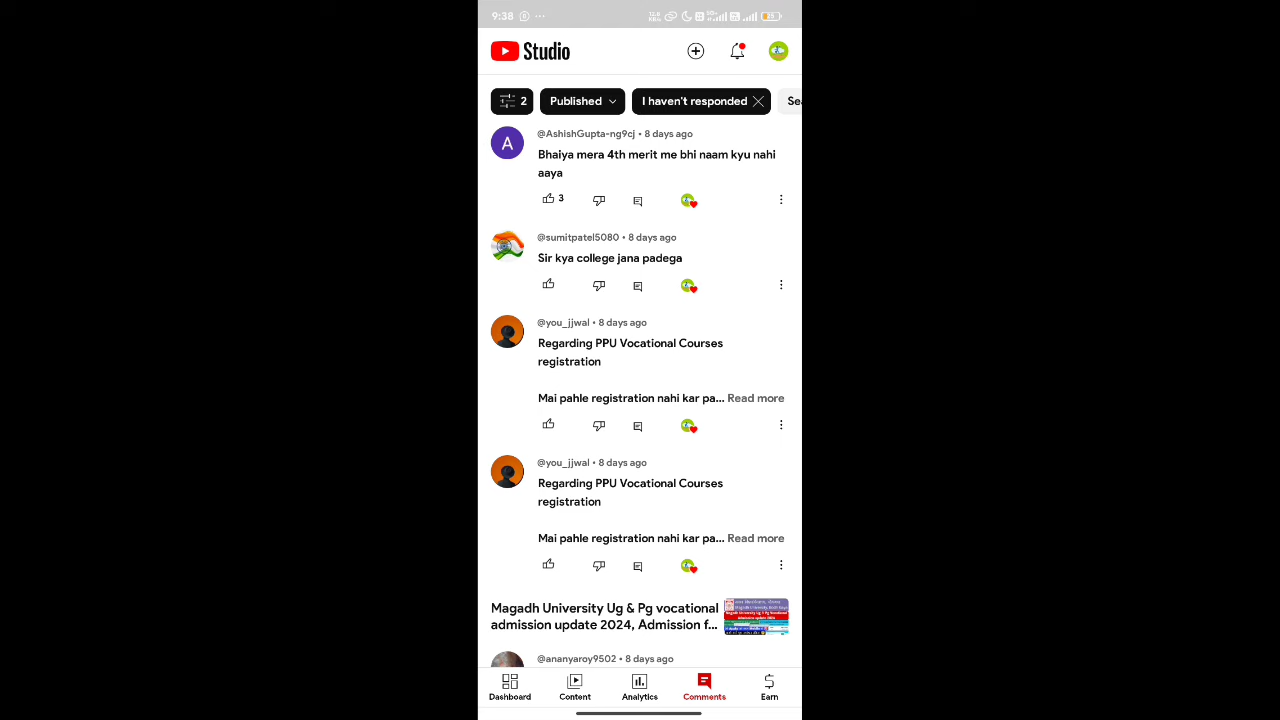 9:38
Studio
2 Published I haven't responded Sea
@AshishGupta-ng9cj • 8 days ago
A
Bhaiya mera 4th merit me bhi naam kyu nahi
aaya
3
@sumitpatel5080 • 8 days ago
Sir kya college jana padega
@you_jjwal • 8 days ago
Regarding PPU Vocational Courses
registration
Mai pahle registration nahi kar pa... Read more
@you_jjwal • 8 days ago
Regarding PPU Vocational Courses
registration
Mai pahle registration nahi kar pa... Read more
Magadh University Ug & Pg vocational
admission update 2024, Admission f...
@ananyaroy9502 • 8 days ago
Dashboard Content Analytics Comments Earn